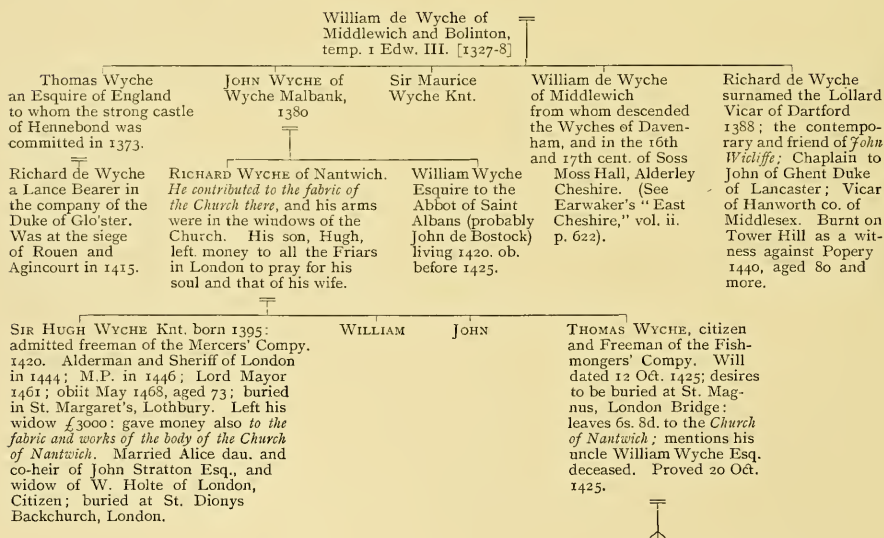 William de Wyche of
Middlewich and Bolinton,
temp. 1 Edw. III. [1327-8]
Thomas Wyche
an Esquire of England
to whom the strong castle
of Hennebond was
committed in 1373.
JOHN WYCHE of
Wyche Malbank,
1380
Sir Maurice
Wyche Knt.
William de Wyche
of Middlewich
from whom descended
the Wyches of Daven-
ham, and in the 16th
and 17th cent. of Soss
Moss Hall, Alderley
Cheshire. (See
Earwaker's "East
Cheshire," vol. ii.
p. 622).
Richard de Wyche
surnamed the Lollard
Vicar of Dartford
1388; the contempo-
rary and friend of John
Wicliffe; Chaplain to
John of Ghent Duke
of Lancaster; Vicar
of Hanworth co. of
Middlesex. Burnt on
Tower Hill as a wit-
ness against Popery
1440, aged 80 and
more.
Richard de Wyche
a Lance Bearer in
the company of the
Duke of Glo'ster.
Was at the siege
of Rouen and
Agincourt in 1415.
RICHARD WYCHE of Nantwich.
He contributed to the fabric of
the Church there, and his arms
were in the windows of the
Church. His son, Hugh,
left money to all the Friars
in London to pray for his
soul and that of his wife.
William Wyche
Esquire to the
Abbot of Saint
Albans (probably
John de Bostock)
living 1420. ob.
before 1425.
SIR HUGH WYCHE Knt. born 1395:
admitted freeman of the Mercers' Compy.
1420. Alderman and Sheriff of London
in 1444; M.P. in 1446; Lord Mayor
1461; obiit May 1468, aged 73; buried
in St. Margaret's, Lothbury. Left his
widow £3000: gave money also to the
fabric and works of the body of the Church
of Nantwich. Married Alice dau. and
co-heir of John Stratton Esq., and
widow of W. Holte of London,
Citizen; buried at St. Dionys
Backchurch, London.
WILLIAM
JOHN
THOMAS WYCHE, citizen
and Freeman of the Fish-
mongers' Compy. Will
dated 12 Oct. 1425; desires
to be buried at St. Mag-
nus, London Bridge:
leaves 6s. 8d. to the Church
of Nantwich; mentions his
uncle William Wyche Esq.
deceased. Proved 20 Oct.
1425.